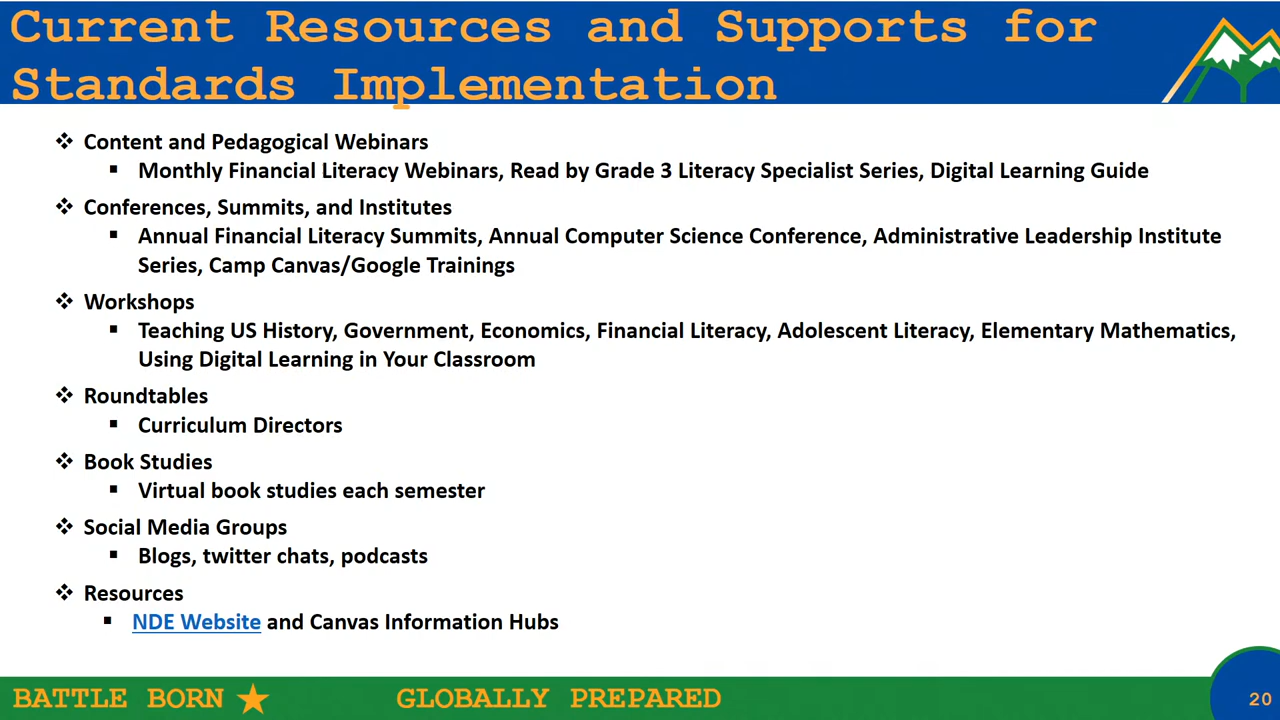 Current Resources and Supports for
Standards Implementation
❖ Content and Pedagogical Webinars
▪ Monthly Financial Literacy Webinars, Read by Grade 3 Literacy Specialist Series, Digital Learning Guide
❖ Conferences, Summits, and Institutes
▪ Annual Financial Literacy Summits, Annual Computer Science Conference, Administrative Leadership Institute
Series, Camp Canvas/Google Trainings
❖ Workshops
▪ Teaching US History, Government, Economics, Financial Literacy, Adolescent Literacy, Elementary Mathematics,
Using Digital Learning in Your Classroom
❖ Roundtables
▪ Curriculum Directors
❖ Book Studies
▪ Virtual book studies each semester
❖ Social Media Groups
▪ Blogs, twitter chats, podcasts
❖ Resources
▪ NDE Website and Canvas Information Hubs
BATTLE BORN ★ GLOBALLY PREPARED
20